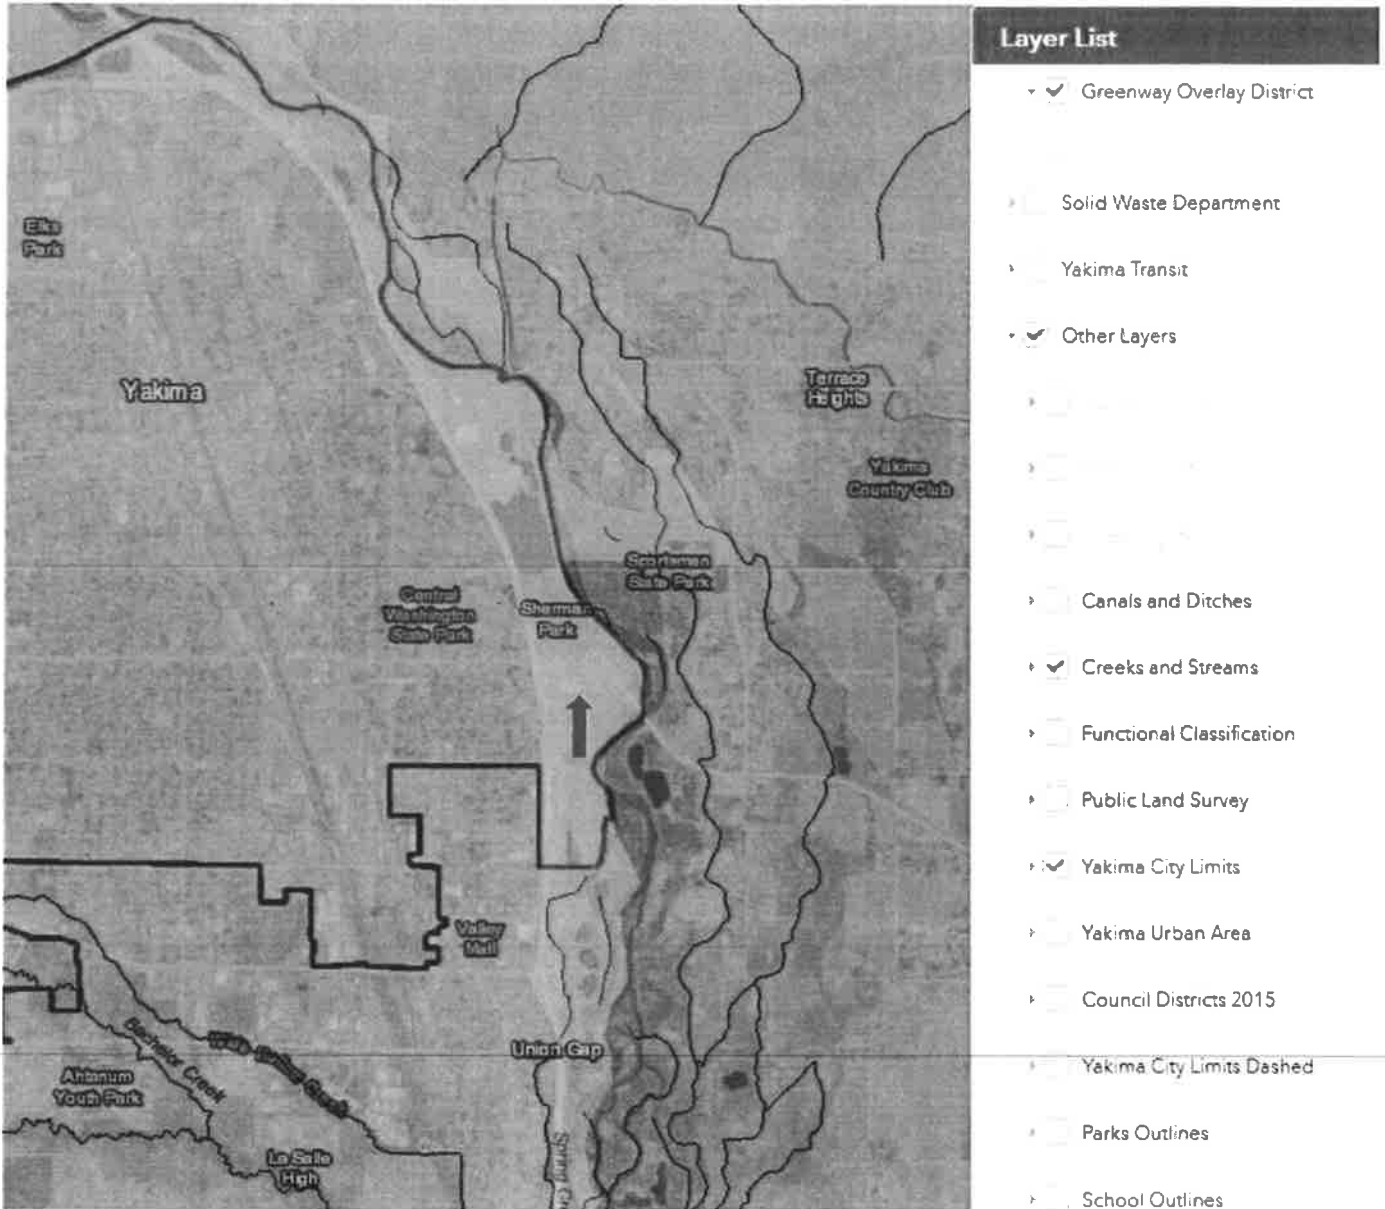 Layer List
Greenway Overlay District
Solid Waste Department
Yakima Transit
Other Layers
Canals and Ditches
Creeks and Streams
Functional Classification
Public Land Survey
Yakima City Limits
Yakima Urban Area
Council Districts 2015
Yakima City Limits Dashed
Parks Outlines
School Outlines
Elks
Park
Yakima
Terrace
Heights
Yakima
Country Club
Sportsman
State Park
Central
Washington
State Park
Sherman
Park
Valley
Mall
Union Gap
Bachelor Creek
Wide Hollow Creek
Ahtanum
Youth Park
La Salle
High
Spring